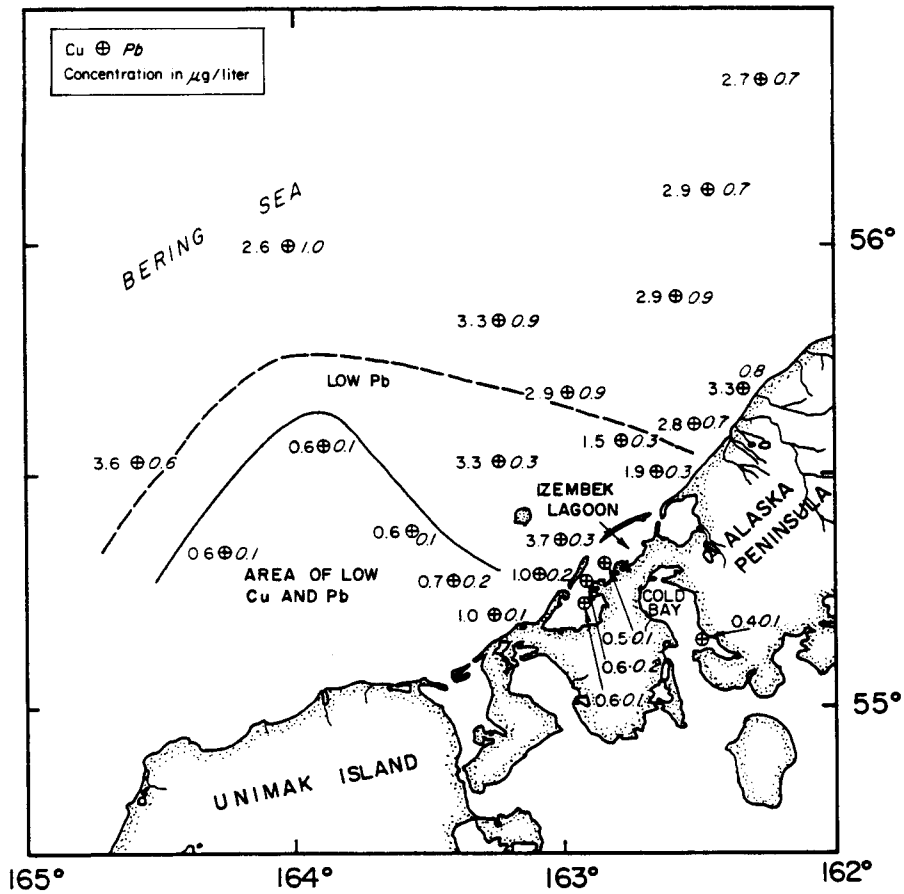 Cu ⊕ Pb
Concentration in µg/liter
2.7 ⊕ 0.7
2.9 ⊕ 0.7
BERING SEA
2.6 ⊕ 1.0
56°
2.9 ⊕ 0.9
3.3 ⊕ 0.9
LOW Pb
0.8
3.3 ⊕
2.9 ⊕ 0.9
2.8 ⊕ 0.7
1.5 ⊕ 0.3
0.6 ⊕ 0.1
3.6 ⊕ 0.6
3.3 ⊕ 0.3
1.9 ⊕ 0.3
IZEMBEK
LAGOON
ALASKA
PENINSULA
0.6 ⊕ 0.1
3.7 ⊕ 0.3
0.6 ⊕ 0.1
AREA OF LOW
Cu AND Pb
0.7 ⊕ 0.2
1.0 ⊕ 0.2
COLD
BAY
1.0 ⊕ 0.1
0.4 0.1
0.5 0.1
0.6 0.2
0.6 0.1
55°
UNIMAK ISLAND
165°
164°
163°
162°